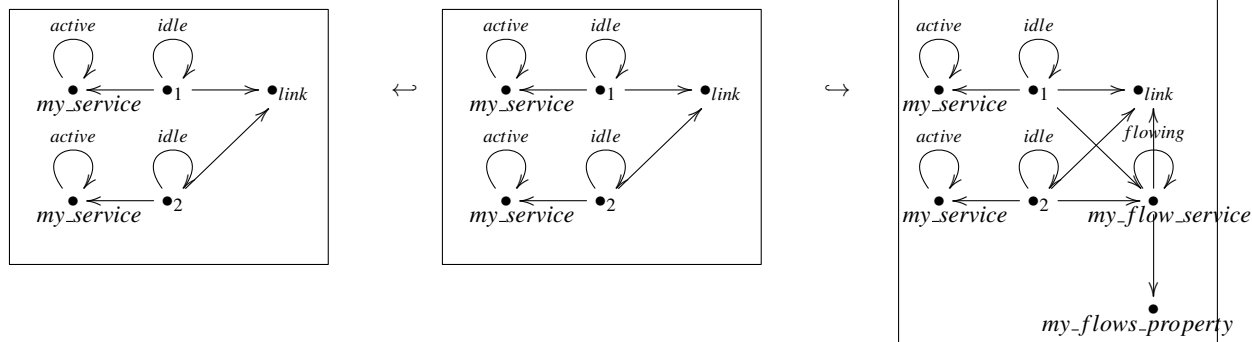 active idle active idle active idle
1 link 1 link 1 link
my_service my_service my_service
active idle active idle active idle flowing
2 2 2
my_service my_service my_service my_flow_service
my_flows_property